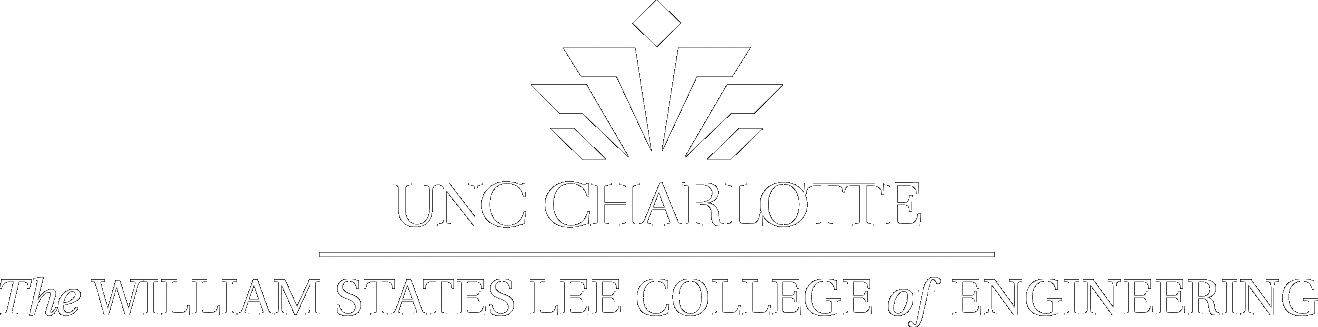 UNC CHARLOTTE
The WILLIAM STATES LEE COLLEGE of ENGINEERING